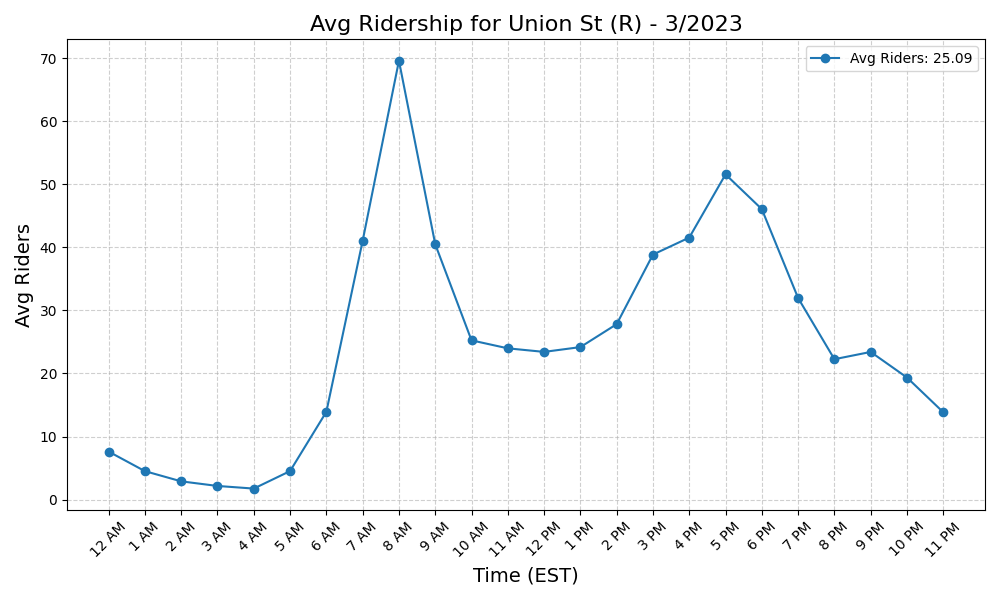 Avg Ridership for Union St (R) - 3/2023
Avg Riders: 25.09
Avg Riders
70
60
50
40
30
20
10
0
12 AM
1 AM
2 AM
3 AM
4 AM
5 AM
6 AM
7 AM
8 AM
9 AM
10 AM
11 AM
12 PM
1 PM
2 PM
3 PM
4 PM
5 PM
6 PM
7 PM
8 PM
9 PM
10 PM
11 PM
Time (EST)